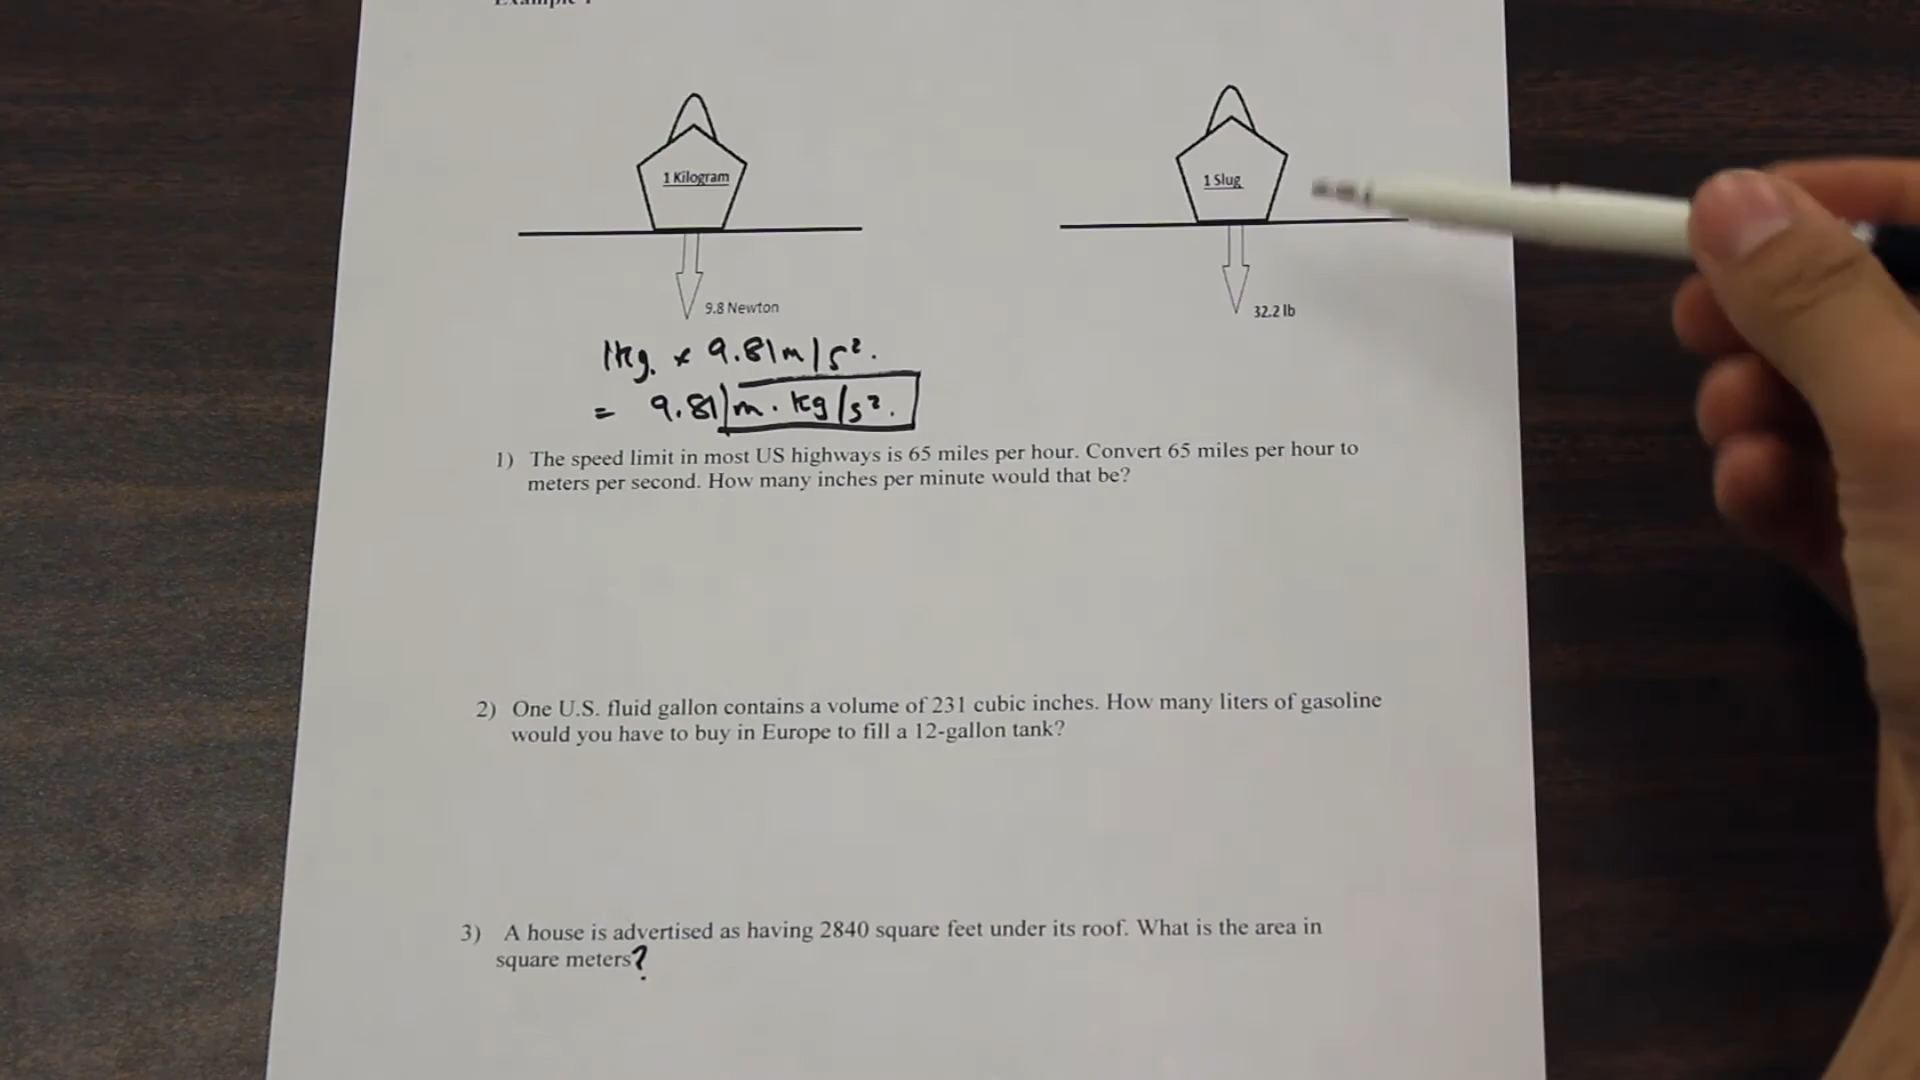 Example 1
1 Kilogram
1 Slug
9.8 Newton
32.2 lb
1kg. × 9.81m/s².
= 9.81 m·kg/s².
1) The speed limit in most US highways is 65 miles per hour. Convert 65 miles per hour to
meters per second. How many inches per minute would that be?
2) One U.S. fluid gallon contains a volume of 231 cubic inches. How many liters of gasoline
would you have to buy in Europe to fill a 12-gallon tank?
3) A house is advertised as having 2840 square feet under its roof. What is the area in
square meters?